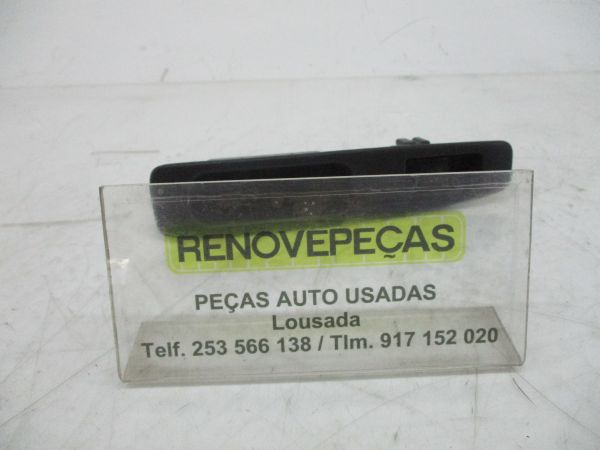 RENOVEPEÇAS
PEÇAS AUTO USADAS
Lousada
Telf. 253 566 138 / Tlm. 917 152 020